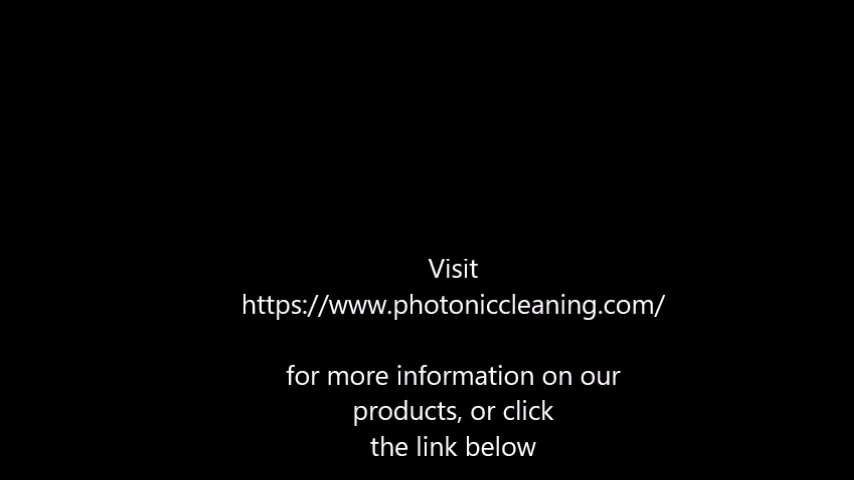 Visit
https://www.photoniccleaning.com/
for more information on our
products, or click
the link below